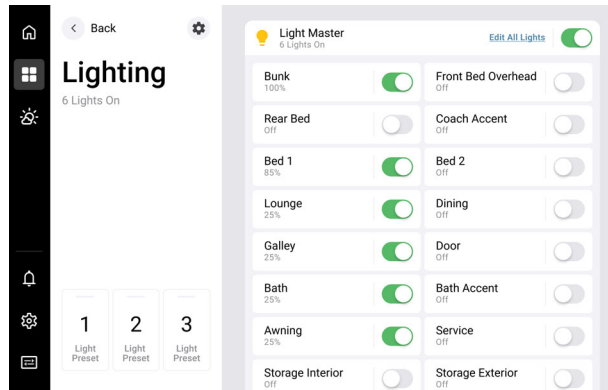 Back
Lighting
6 Lights On
1
Light
Preset
2
Light
Preset
3
Light
Preset
Light Master
6 Lights On
Edit All Lights
Bunk
100%
Front Bed Overhead
Off
Rear Bed
Off
Coach Accent
Off
Bed 1
85%
Bed 2
Off
Lounge
25%
Dining
Off
Galley
25%
Door
Off
Bath
25%
Bath Accent
Off
Awning
25%
Service
Off
Storage Interior
Off
Storage Exterior
Off